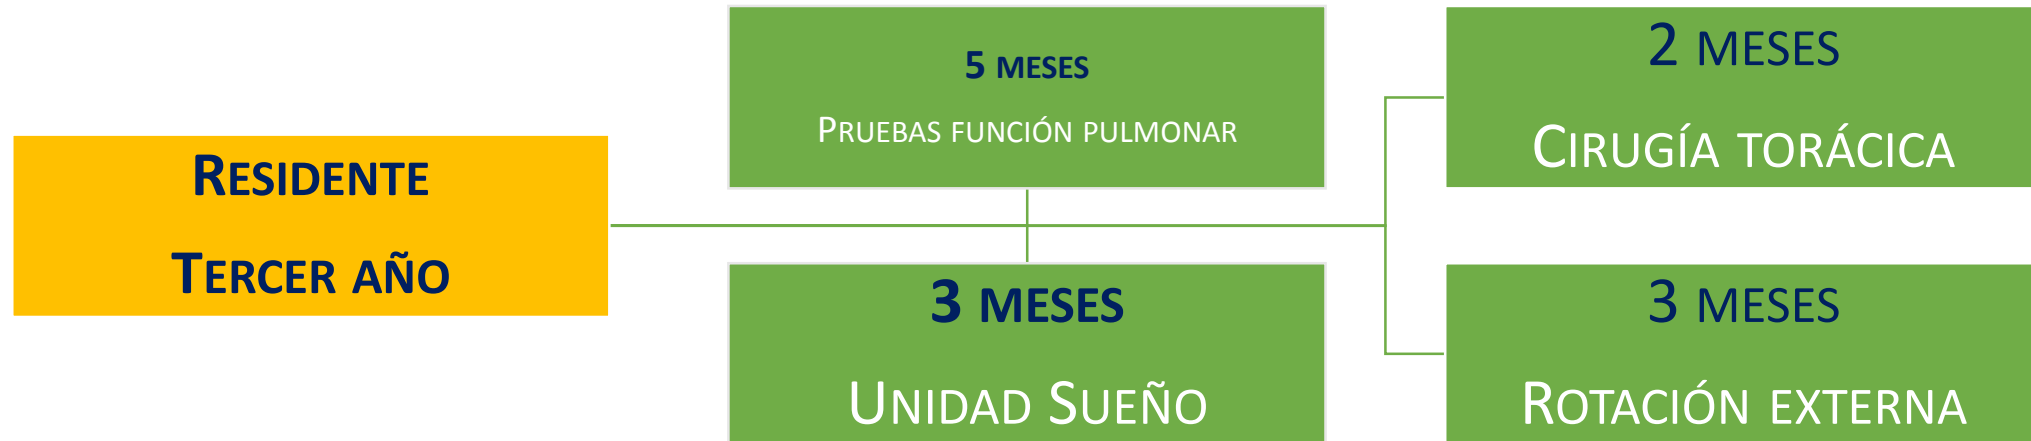 Residente
Tercer año
5 meses
Pruebas función pulmonar
3 meses
Unidad Sueño
2 meses
Cirugía torácica
3 meses
Rotación externa